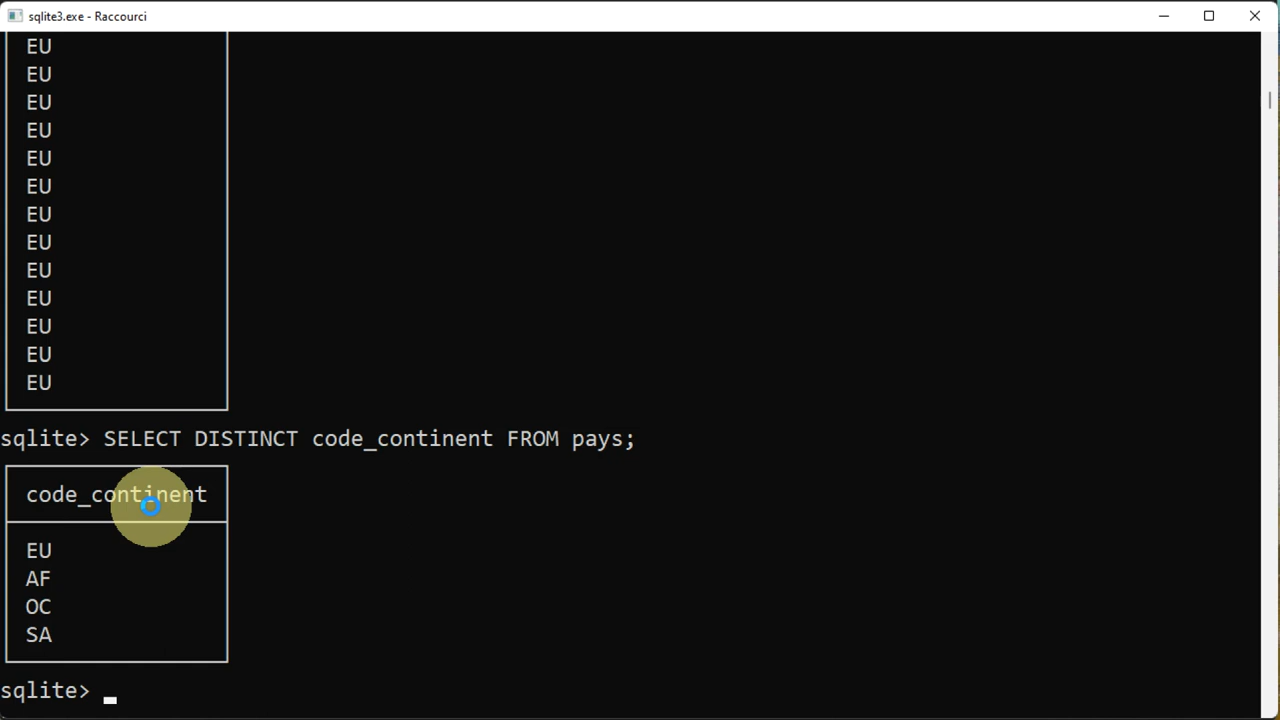 sqlite3.exe - Raccourci
EU
EU
EU
EU
EU
EU
EU
EU
EU
EU
EU
EU
EU
sqlite> SELECT DISTINCT code_continent FROM pays;
code_continent
EU
AF
OC
SA
sqlite>